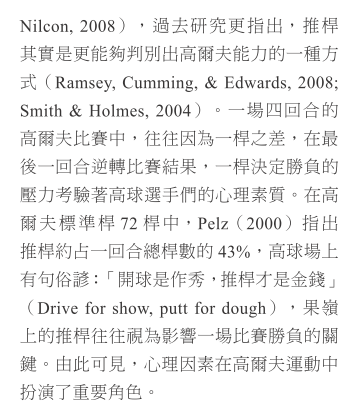 Nilcon, 2008），過去研究更指出，推桿
其實是更能夠判別出高爾夫能力的一種方
式（Ramsey, Cumming, & Edwards, 2008;
Smith & Holmes, 2004）。一場四回合的
高爾夫比賽中，往往因為一桿之差，在最
後一回合逆轉比賽結果，一桿決定勝負的
壓力考驗著高球選手們的心理素質。在高
爾夫標準桿 72 桿中，Pelz（2000）指出
推桿約占一回合總桿數的 43%，高球場上
有句俗諺：「開球是作秀，推桿才是金錢」
（Drive for show, putt for dough），果嶺
上的推桿往往視為影響一場比賽勝負的關
鍵。由此可見，心理因素在高爾夫運動中
扮演了重要角色。